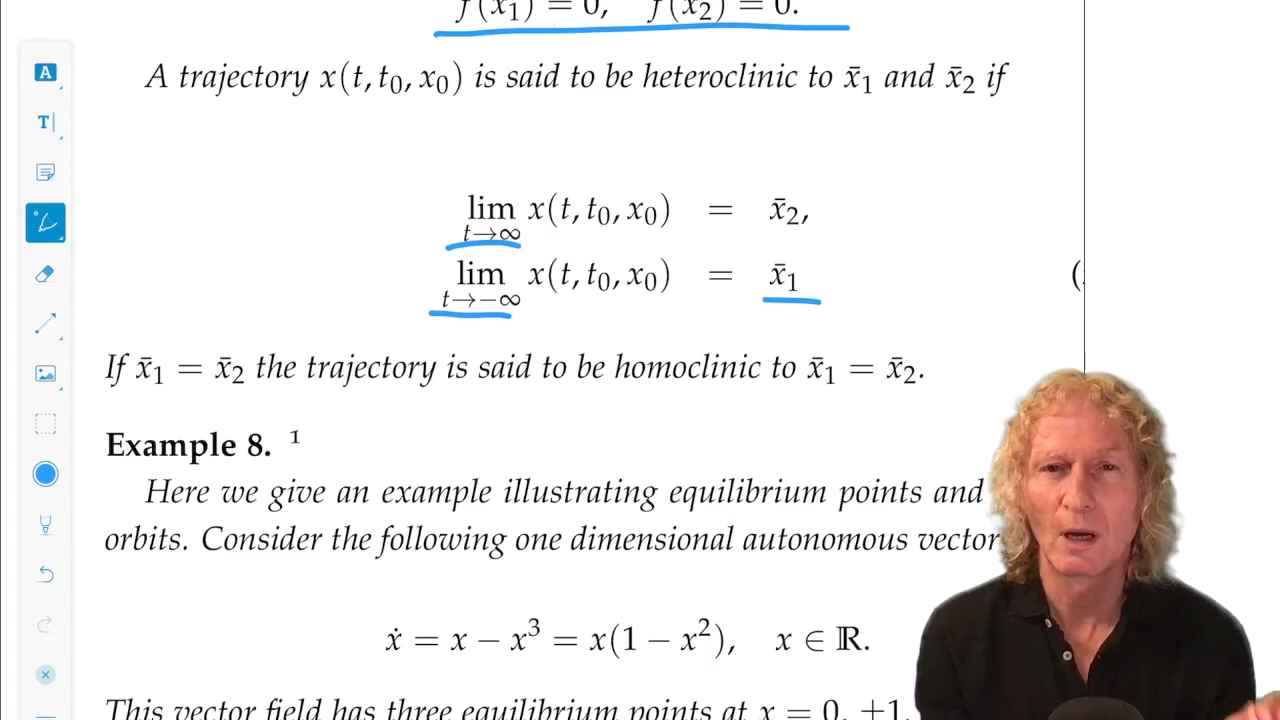 f(x̄₁) = 0, f(x̄₂) = 0.
A trajectory x(t, t₀, x₀) is said to be heteroclinic to x̄₁ and x̄₂ if
lim t→∞ x(t, t₀, x₀) = x̄₂,
lim t→−∞ x(t, t₀, x₀) = x̄₁
(
If x̄₁ = x̄₂ the trajectory is said to be homoclinic to x̄₁ = x̄₂.
Example 8. ¹
Here we give an example illustrating equilibrium points and
orbits. Consider the following one dimensional autonomous vector
ẋ = x − x³ = x(1 − x²), x ∈ ℝ.
This vector field has three equilibrium points at x = 0, ±1.
A
T